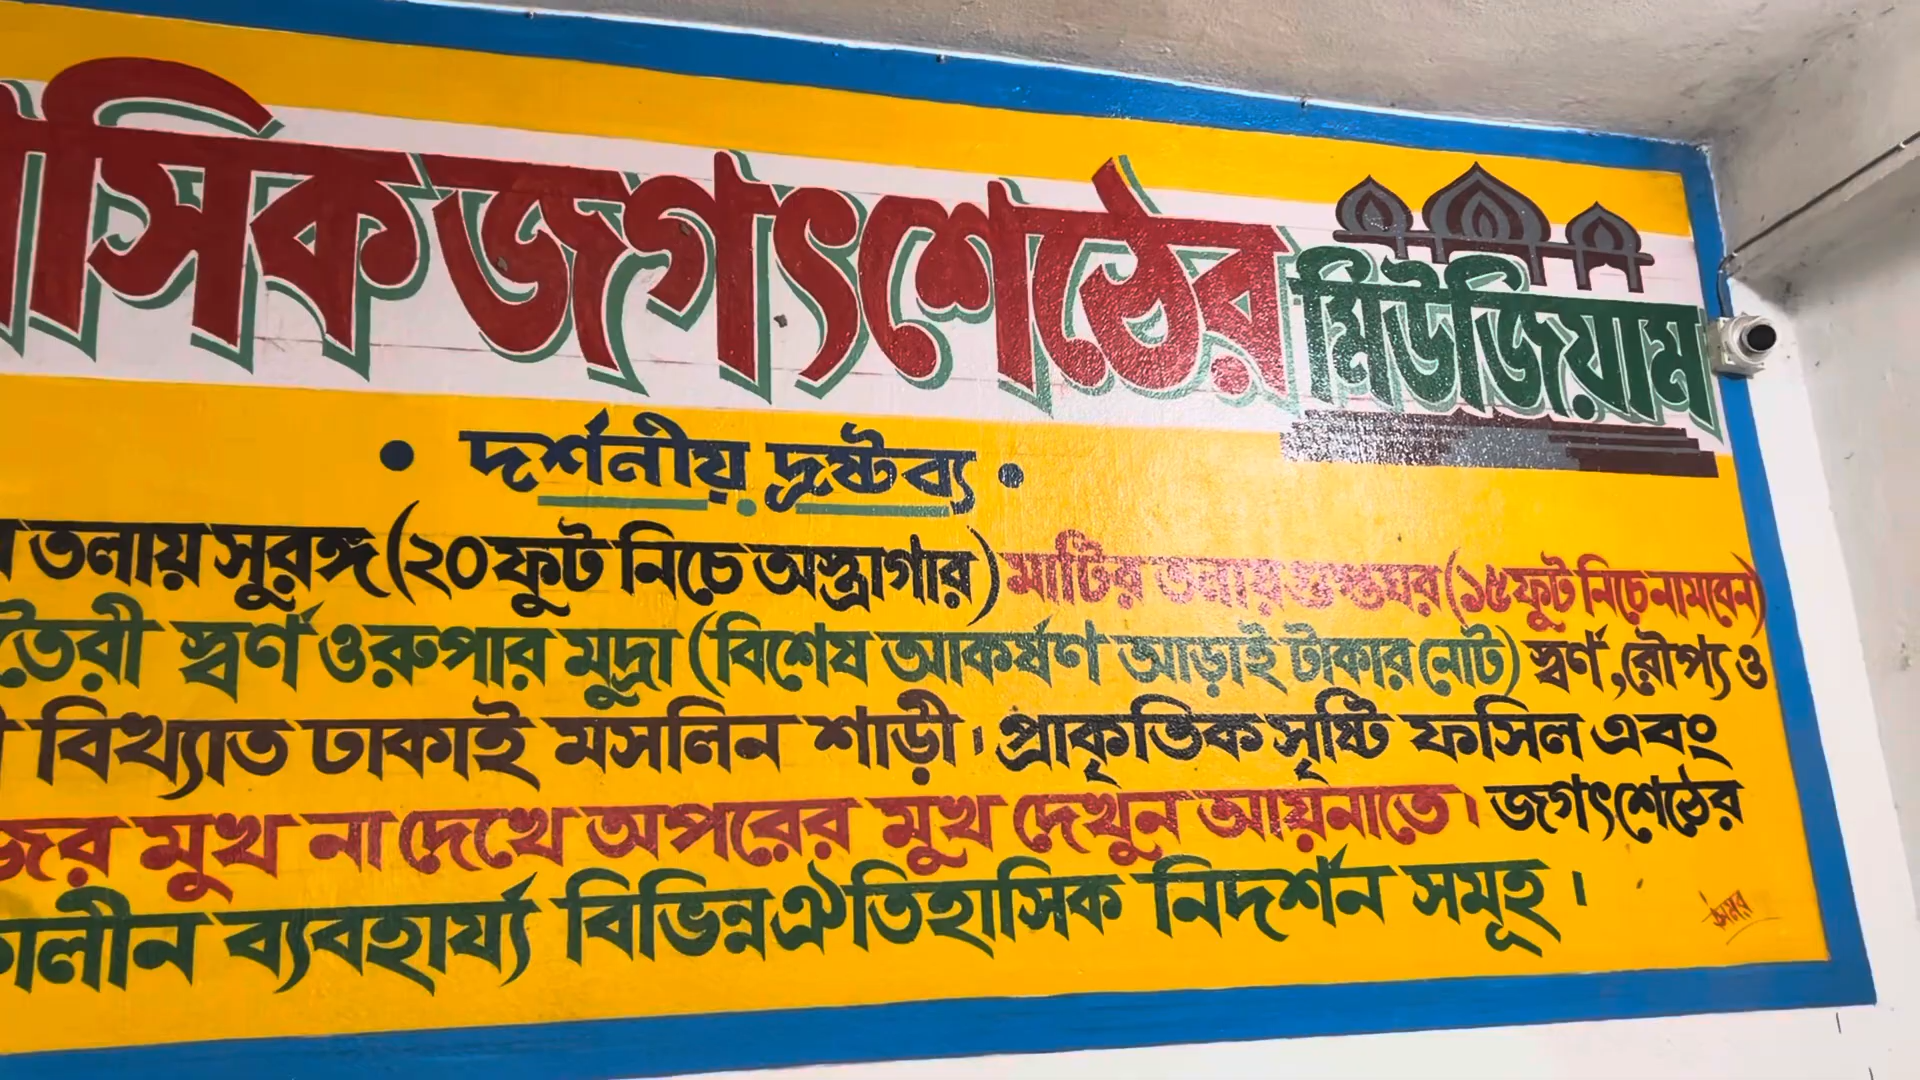 সিক জগৎশেঠের মিউজিয়াম
• দর্শনীয় দ্রষ্টব্য •
তলায় সুরঙ্গ (২০ ফুট নিচে অস্ত্রাগার) মাটির তলার গুপ্তঘর (১৫ ফুট নিচে নামবেন)
তৈরী স্বর্ণ ও রুপার মুদ্রা (বিশেষ আকর্ষণ আড়াই টাকার নোট) স্বর্ণ, রৌপ্য ও
বিখ্যাত ঢাকাই মসলিন শাড়ী। প্রাকৃতিক সৃষ্টি ফসিল এবং
জের মুখ না দেখে অপরের মুখ দেখুন আয়নাতে। জগৎশেঠের
কালীন ব্যবহার্য্য বিভিন্ন ঐতিহাসিক নিদর্শন সমূহ।